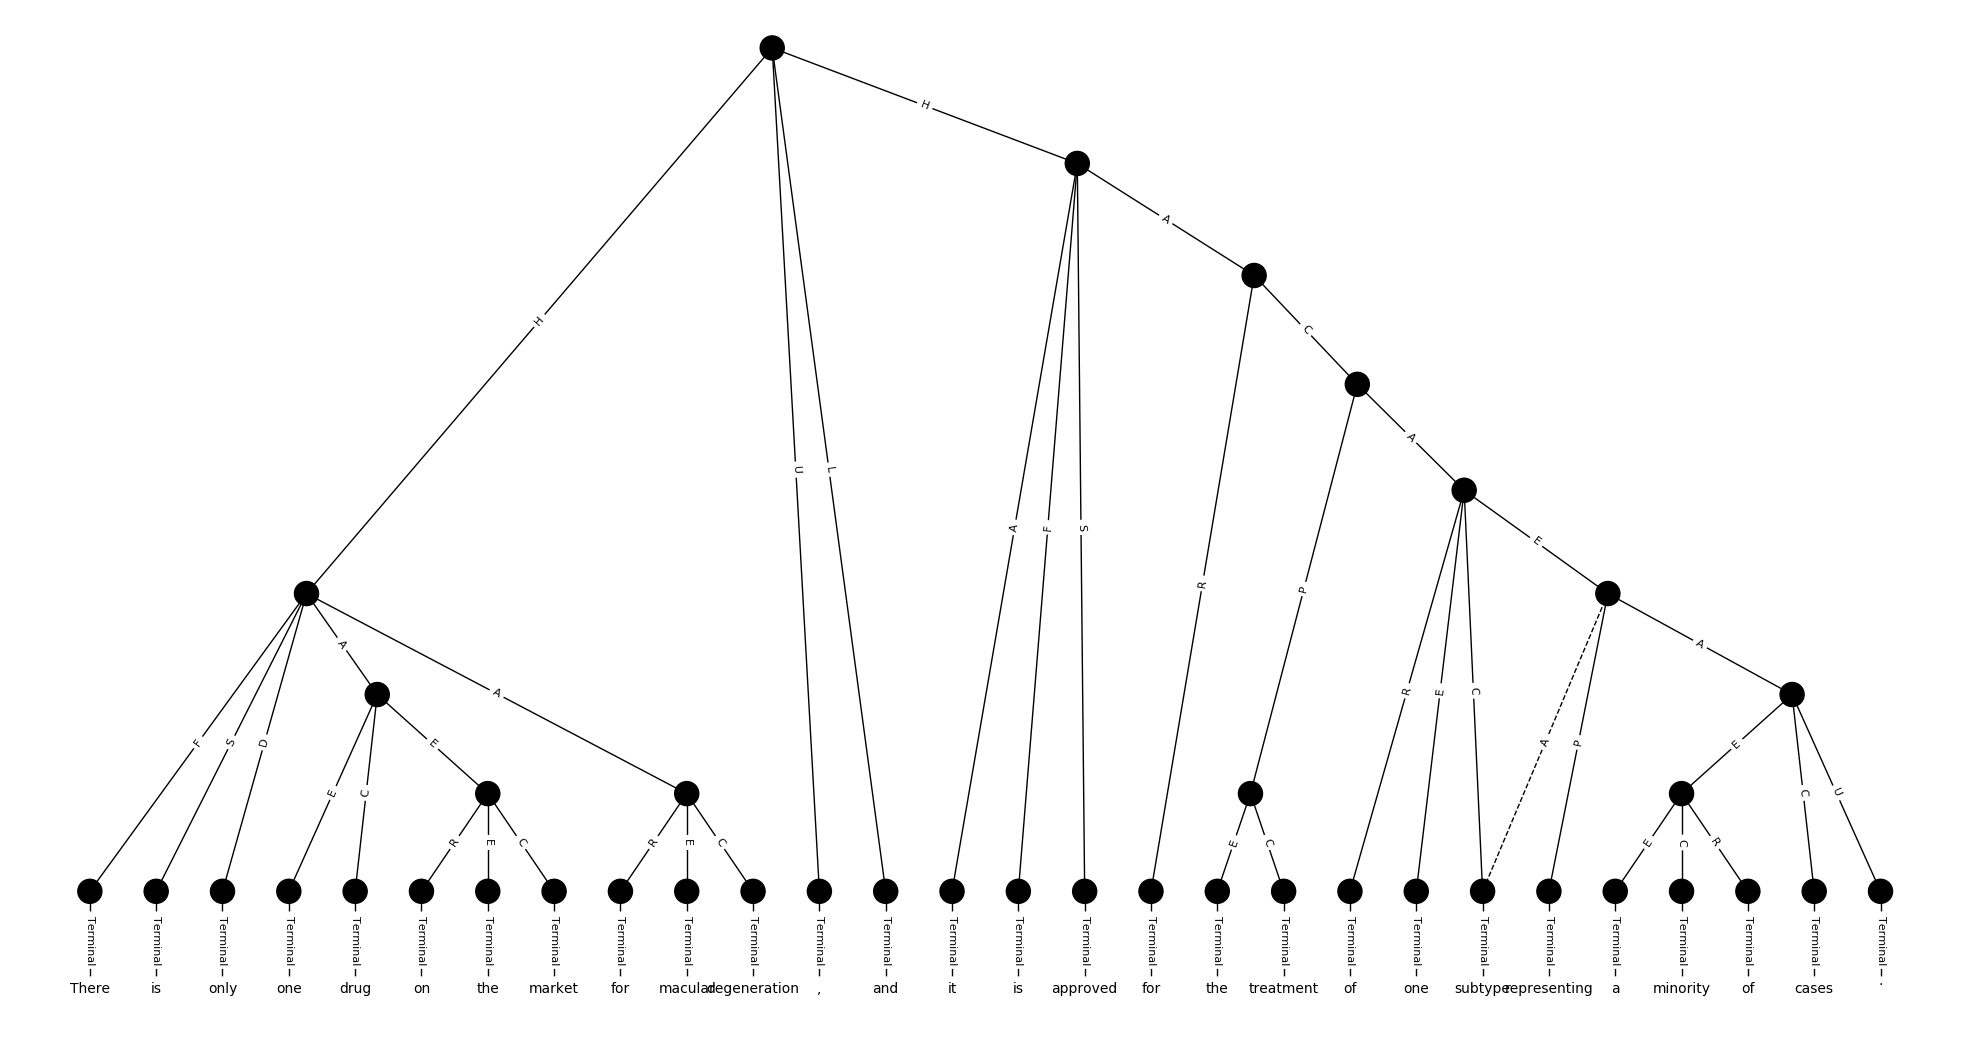 H
A
C
A
H
A
E
U
L
A
F
S
R
P
A
E
A
R
E
C
A
F
S
D
E
A
P
E
E
C
C
U
R
E
C
R
E
C
E
C
E
C
R
Terminal Terminal Terminal Terminal Terminal Terminal Terminal Terminal Terminal Terminal Terminal Terminal Terminal Terminal Terminal Terminal Terminal Terminal Terminal Terminal Terminal Terminal Terminal Terminal Terminal Terminal Terminal Terminal
There is only one drug on the market for macular degeneration , and it is approved for the treatment of one subtype representing a minority of cases .